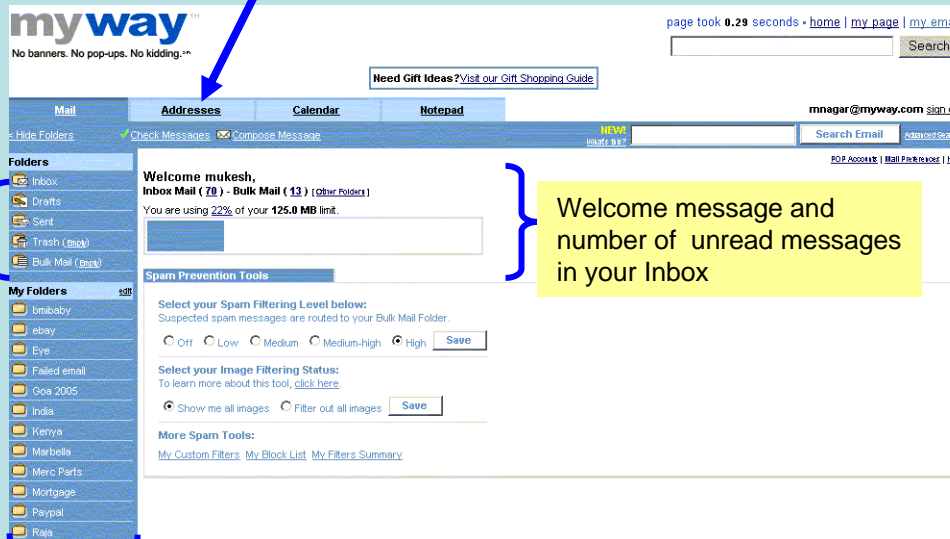 myway™
No banners. No pop-ups. No kidding.℠
page took 0.29 seconds • home | my page | my ema
Search
Need Gift Ideas?Visit our Gift Shopping Guide
Mail Addresses Calendar Notepad
mnagar@myway.com sign
< Hide Folders Check Messages Compose Message
NEW!
What's this?
Search Email Advanced Sea
POP Accounts | Mail Preferences |
Folders
Inbox
Drafts
Sent
Trash (Empty)
Bulk Mail (Empty)
Welcome mukesh,
Inbox Mail ( 70 ) - Bulk Mail ( 13 ) [Other Folders]
You are using 22% of your 125.0 MB limit.
Welcome message and
number of unread messages
in your Inbox
Spam Prevention Tools
My Folders edit
bmibaby
ebay
Eye
Failed email
Goa 2005
India
Kenya
Marbella
Merc Parts
Mortgage
Paypal
Raja
Select your Spam Filtering Level below:
Suspected spam messages are routed to your Bulk Mail Folder.
Off Low Medium Medium-high High Save
Select your Image Filtering Status:
To learn more about this tool, click here.
Show me all images Filter out all images Save
More Spam Tools:
My Custom Filters My Block List My Filters Summary